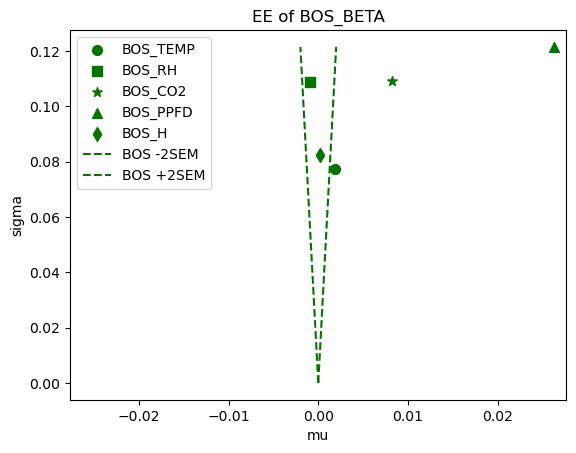 EE of BOS_BETA
BOS_TEMP
BOS_RH
BOS_CO2
BOS_PPFD
BOS_H
BOS -2SEM
BOS +2SEM
sigma
0.12
0.10
0.08
0.06
0.04
0.02
0.00
−0.02 −0.01 0.00 0.01 0.02
mu